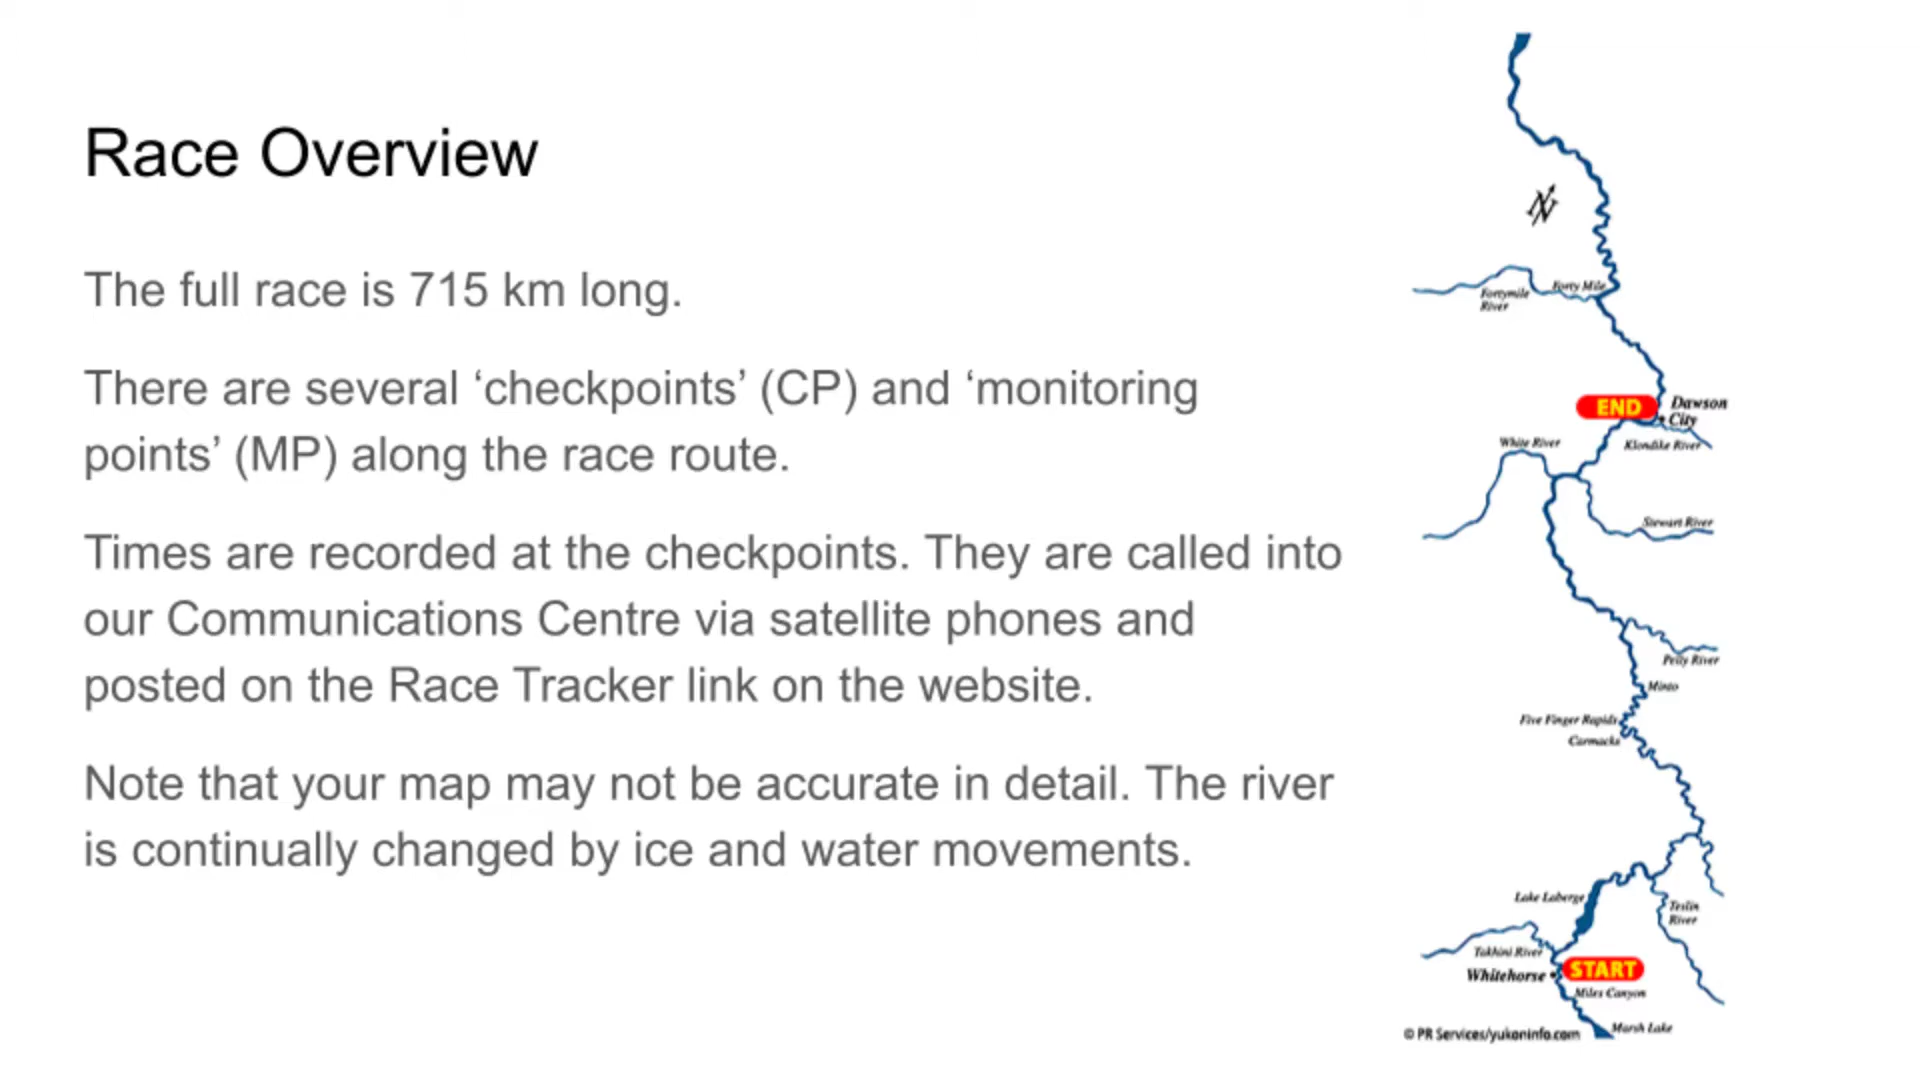 Race Overview
The full race is 715 km long.
There are several ‘checkpoints’ (CP) and ‘monitoring
points’ (MP) along the race route.
Times are recorded at the checkpoints. They are called into
our Communications Centre via satellite phones and
posted on the Race Tracker link on the website.
Note that your map may not be accurate in detail. The river
is continually changed by ice and water movements.
N
Forty Mile
Fortymile
River
END
Dawson
City
White River
Klondike River
Stewart River
Pelly River
Minto
Five Finger Rapids
Carmacks
Lake Laberge
Teslin
River
Takhini River
Whitehorse
START
Miles Canyon
Marsh Lake
© PR Services/yukoninfo.com